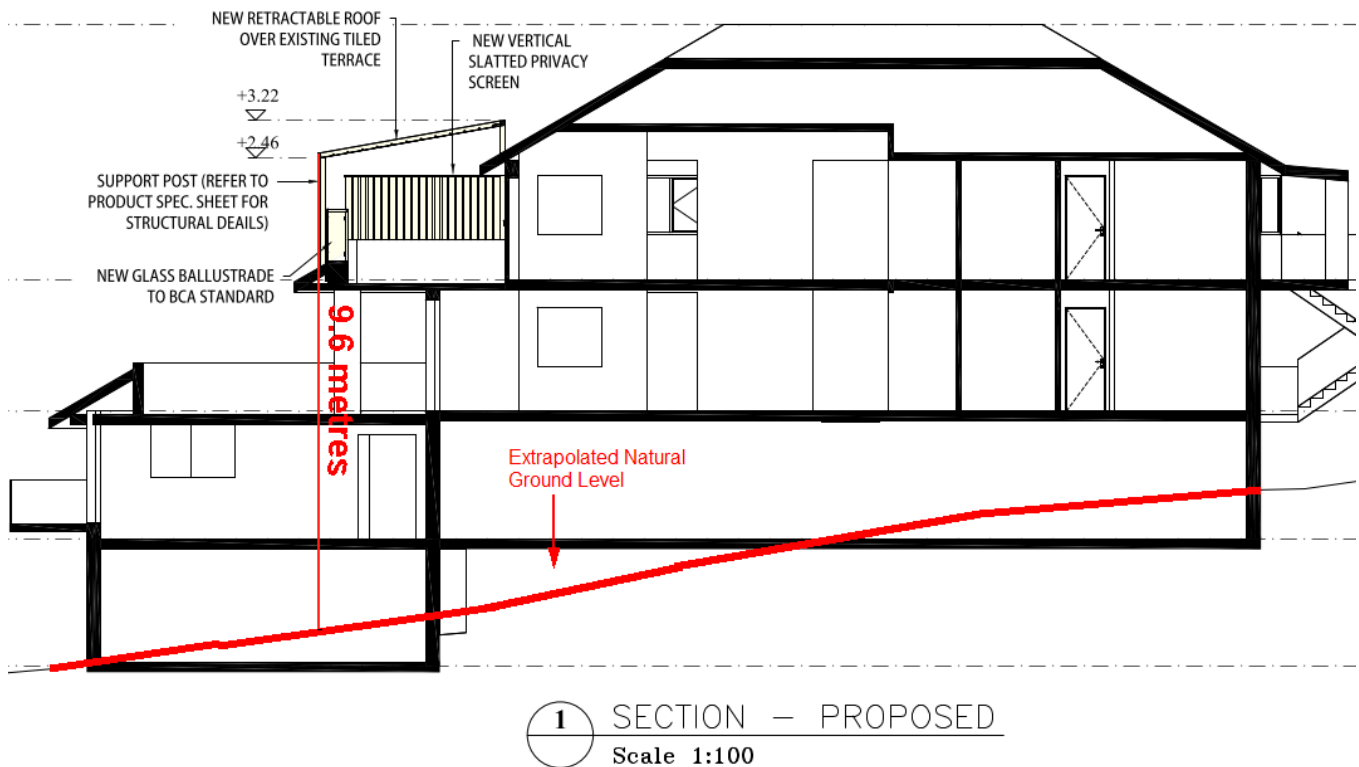 NEW RETRACTABLE ROOF
OVER EXISTING TILED
TERRACE
NEW VERTICAL
SLATTED PRIVACY
SCREEN
+3.22
+2.46
SUPPORT POST (REFER TO
PRODUCT SPEC. SHEET FOR
STRUCTURAL DEAILS)
NEW GLASS BALLUSTRADE
TO BCA STANDARD
9.6 metres
Extrapolated Natural
Ground Level
1 SECTION - PROPOSED
Scale 1:100